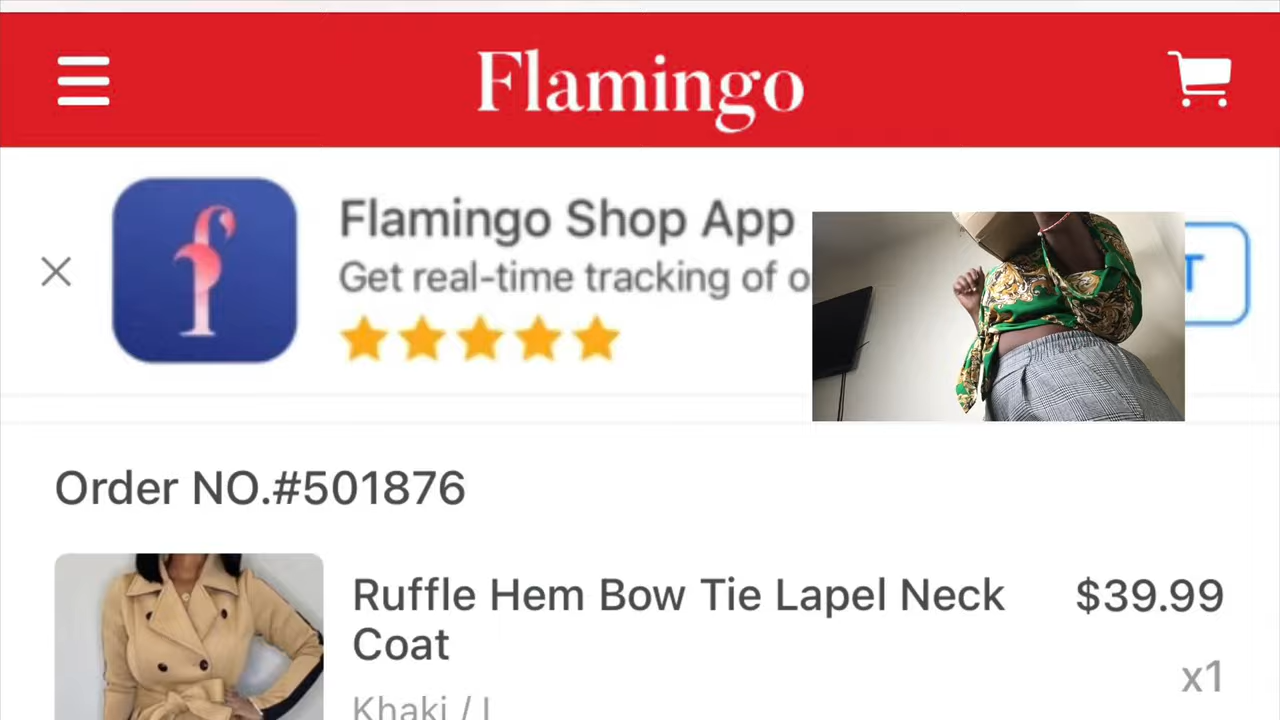 Flamingo
Flamingo Shop App
Get real-time tracking of o
T
Order NO.#501876
Ruffle Hem Bow Tie Lapel Neck $39.99
Coat
x1
Khaki /